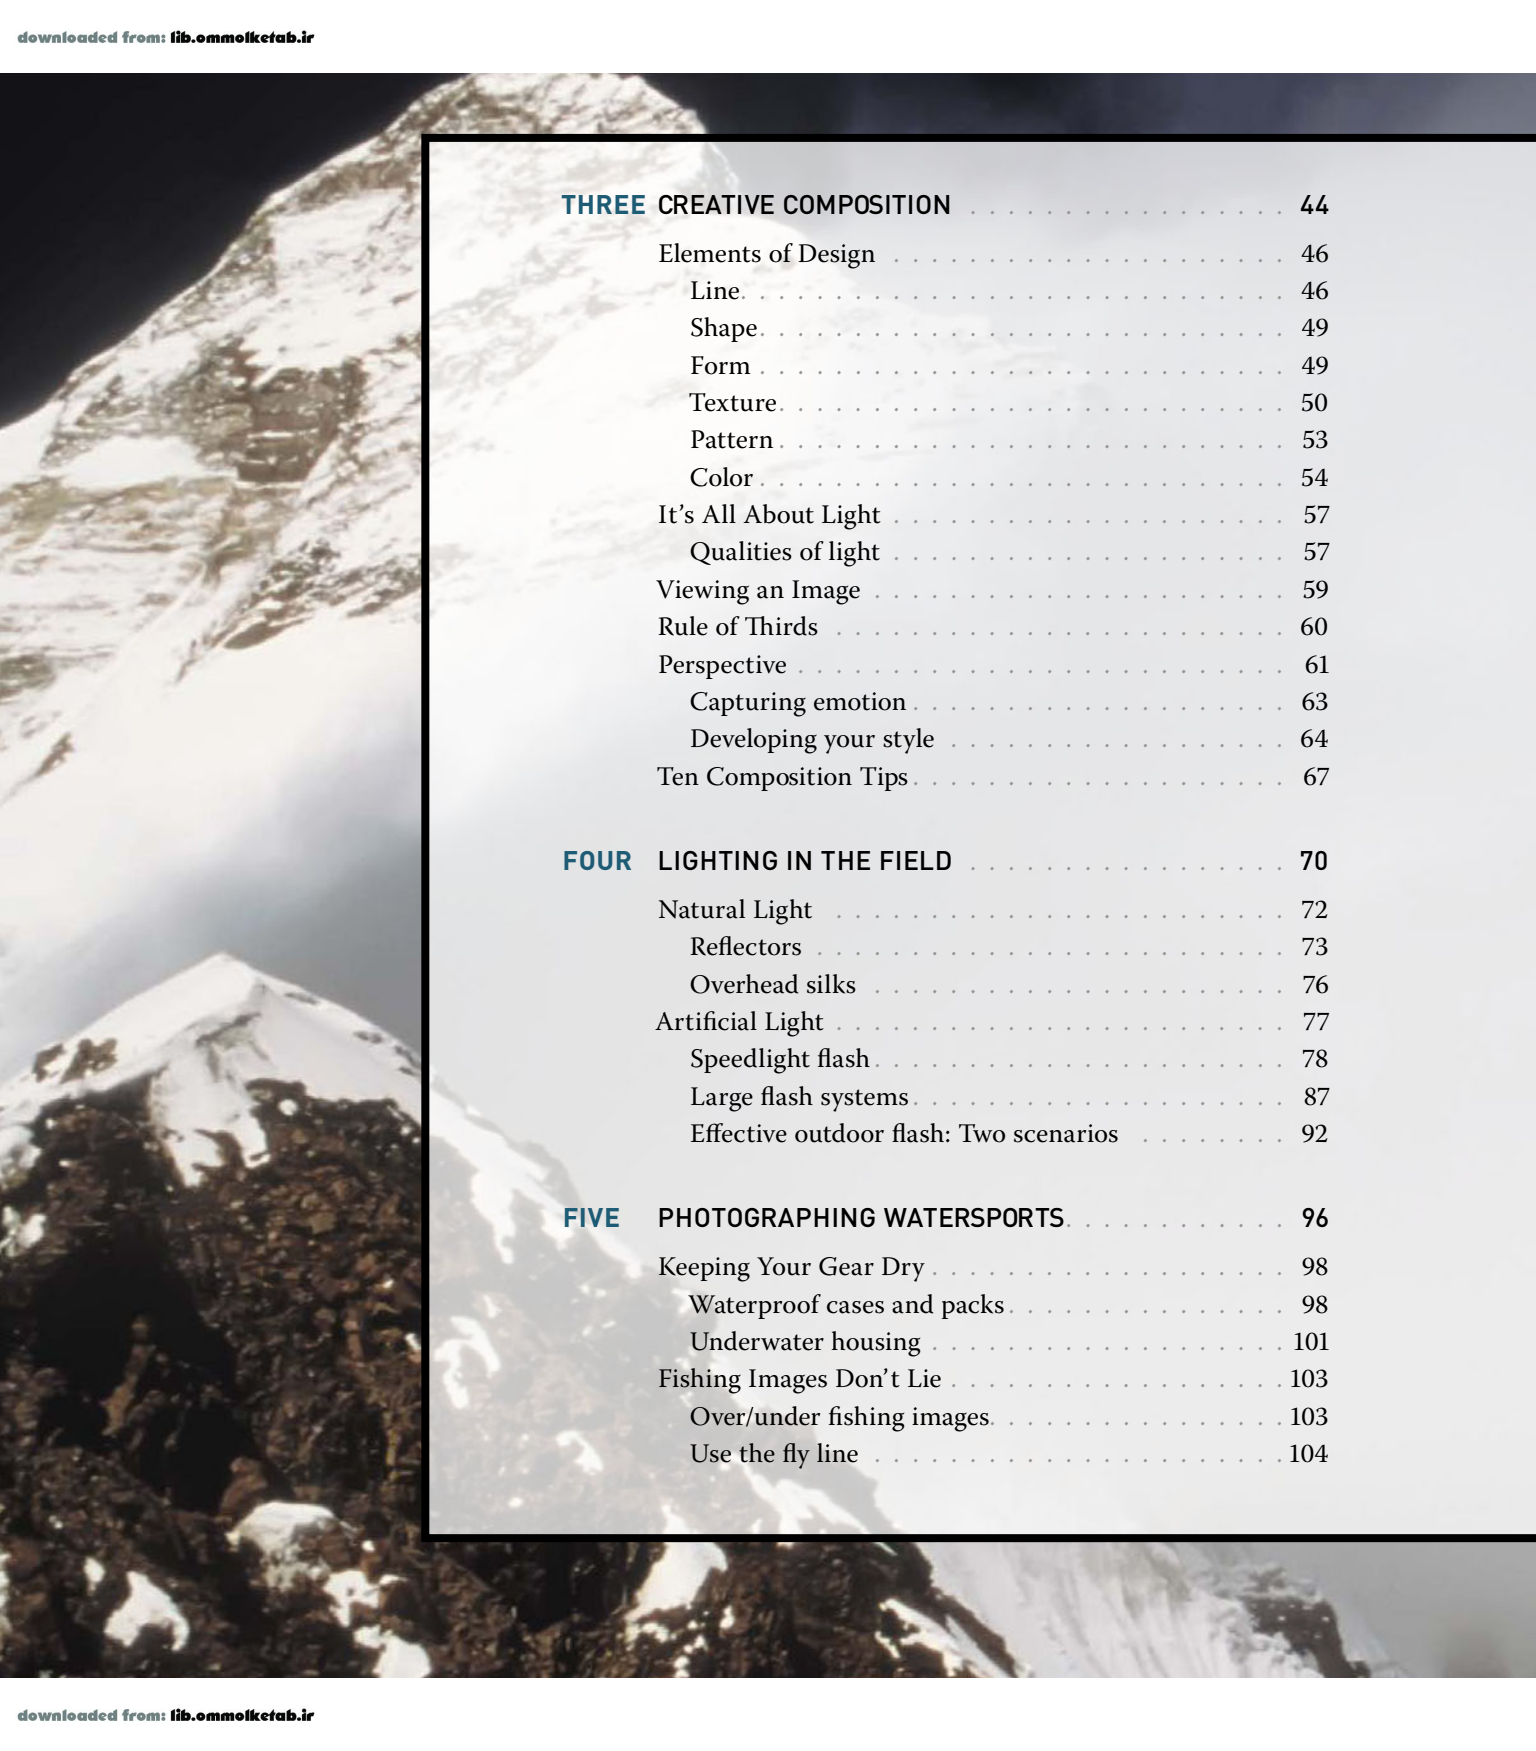 downloaded from: lib.ommolketab.ir
THREE CREATIVE COMPOSITION . . . . . . . . . . . . . . . . . 44
Elements of Design . . . . . . . . . . . . . . . . . . . . . 46
Line. . . . . . . . . . . . . . . . . . . . . . . . . . . . . 46
Shape. . . . . . . . . . . . . . . . . . . . . . . . . . . . 49
Form . . . . . . . . . . . . . . . . . . . . . . . . . . . . 49
Texture. . . . . . . . . . . . . . . . . . . . . . . . . . . 50
Pattern . . . . . . . . . . . . . . . . . . . . . . . . . . . 53
Color . . . . . . . . . . . . . . . . . . . . . . . . . . . . 54
It's All About Light . . . . . . . . . . . . . . . . . . . . . 57
Qualities of light . . . . . . . . . . . . . . . . . . . . . 57
Viewing an Image . . . . . . . . . . . . . . . . . . . . . . 59
Rule of Thirds . . . . . . . . . . . . . . . . . . . . . . . . 60
Perspective . . . . . . . . . . . . . . . . . . . . . . . . . . 61
Capturing emotion . . . . . . . . . . . . . . . . . . . . 63
Developing your style . . . . . . . . . . . . . . . . . . 64
Ten Composition Tips . . . . . . . . . . . . . . . . . . . . 67
FOUR LIGHTING IN THE FIELD . . . . . . . . . . . . . . . . . 70
Natural Light . . . . . . . . . . . . . . . . . . . . . . . . 72
Reflectors . . . . . . . . . . . . . . . . . . . . . . . . . 73
Overhead silks . . . . . . . . . . . . . . . . . . . . . . 76
Artificial Light . . . . . . . . . . . . . . . . . . . . . . . . 77
Speedlight flash . . . . . . . . . . . . . . . . . . . . . . 78
Large flash systems . . . . . . . . . . . . . . . . . . . . 87
Effective outdoor flash: Two scenarios . . . . . . . . 92
FIVE PHOTOGRAPHING WATERSPORTS. . . . . . . . . . . . 96
Keeping Your Gear Dry . . . . . . . . . . . . . . . . . . . 98
Waterproof cases and packs . . . . . . . . . . . . . . . 98
Underwater housing . . . . . . . . . . . . . . . . . . . 101
Fishing Images Don't Lie . . . . . . . . . . . . . . . . . . 103
Over/under fishing images. . . . . . . . . . . . . . . . 103
Use the fly line . . . . . . . . . . . . . . . . . . . . . . 104
downloaded from: lib.ommolketab.ir